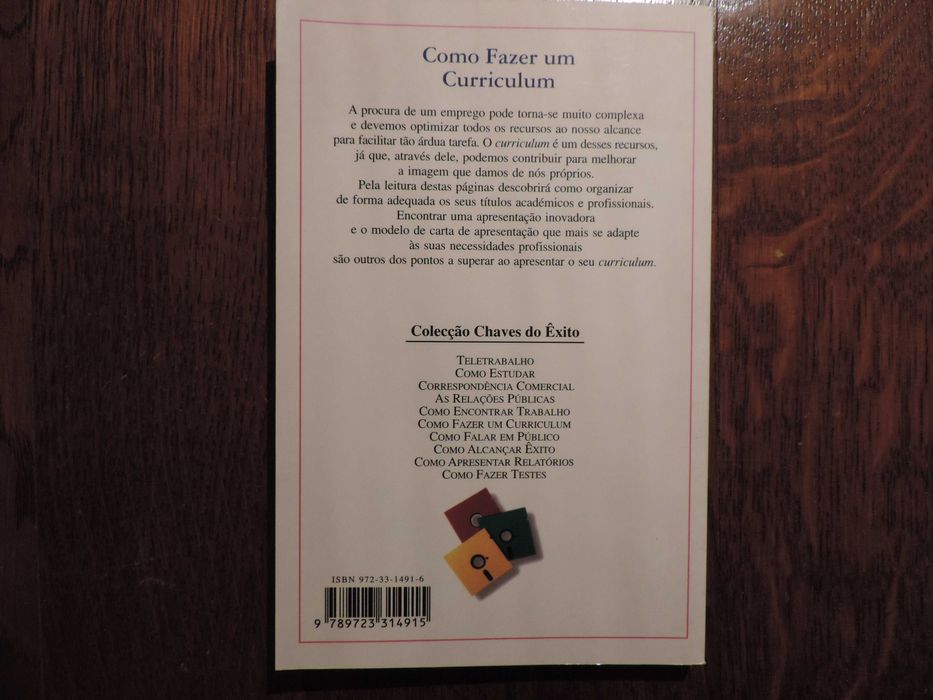 Como Fazer um
Curriculum
A procura de um emprego pode torna-se muito complexa
e devemos optimizar todos os recursos ao nosso alcance
para facilitar tão árdua tarefa. O curriculum é um desses recursos,
já que, através dele, podemos contribuir para melhorar
a imagem que damos de nós próprios.
Pela leitura destas páginas descobrirá como organizar
de forma adequada os seus títulos académicos e profissionais.
Encontrar uma apresentação inovadora
e o modelo de carta de apresentação que mais se adapte
às suas necessidades profissionais
são outros dos pontos a superar ao apresentar o seu curriculum.
Colecção Chaves do Êxito
TELETRABALHO
COMO ESTUDAR
CORRESPONDÊNCIA COMERCIAL
AS RELAÇÕES PÚBLICAS
COMO ENCONTRAR TRABALHO
COMO FAZER UM CURRICULUM
COMO FALAR EM PÚBLICO
COMO ALCANÇAR ÊXITO
COMO APRESENTAR RELATÓRIOS
COMO FAZER TESTES
ISBN 972-33-1491-6
9 789723 314915